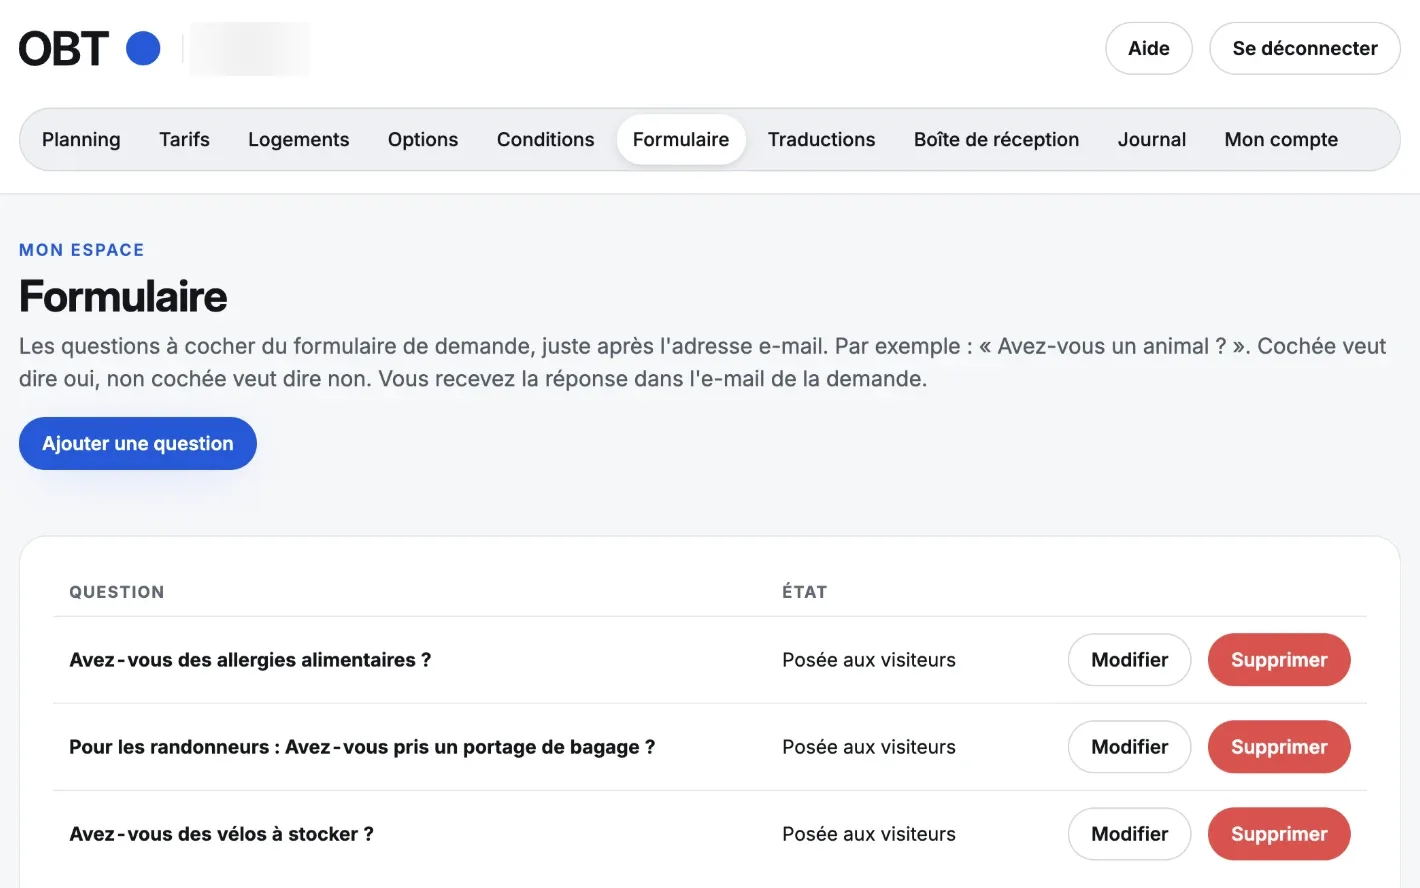 OBT
Aide
Se déconnecter
Planning
Tarifs
Logements
Options
Conditions
Formulaire
Traductions
Boîte de réception
Journal
Mon compte
MON ESPACE
Formulaire
Les questions à cocher du formulaire de demande, juste après l'adresse e-mail. Par exemple : « Avez-vous un animal ? ». Cochée veut
dire oui, non cochée veut dire non. Vous recevez la réponse dans l'e-mail de la demande.
Ajouter une question
QUESTION
ÉTAT
Avez-vous des allergies alimentaires ?
Posée aux visiteurs
Modifier
Supprimer
Pour les randonneurs : Avez-vous pris un portage de bagage ?
Posée aux visiteurs
Modifier
Supprimer
Avez-vous des vélos à stocker ?
Posée aux visiteurs
Modifier
Supprimer